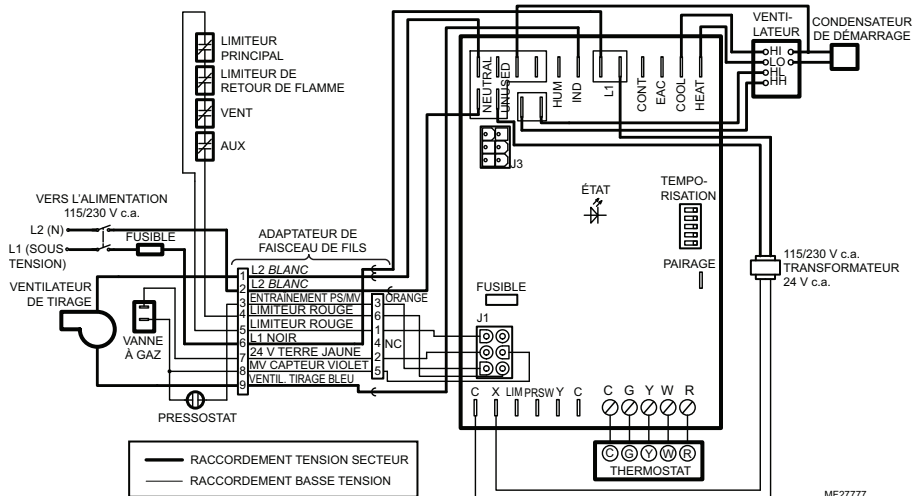 LIMITEUR
PRINCIPAL
LIMITEUR DE
RETOUR DE FLAMME
VENT
AUX
VERS L'ALIMENTATION
115/230 V c.a.
L2 (N)
L1 (SOUS
TENSION)
FUSIBLE
VENTILATEUR
DE TIRAGE
VANNE
À GAZ
PRESSOSTAT
ADAPTATEUR DE
FAISCEAU DE FILS
1 L2 BLANC
2 L2 BLANC
3 ENTRAÎNEMENT PS/MV 3 ORANGE
4 LIMITEUR ROUGE 6
5 LIMITEUR ROUGE 1
6 L1 NOIR 4 NC
7 24 V TERRE JAUNE 2
8 MV CAPTEUR VIOLET 5
9 VENTIL. TIRAGE BLEU
NEUTRAL
UNUSED
HUM
IND
L1
CONT
EAC
COOL
HEAT
J3
ÉTAT
TEMPO-
RISATION
PAIRAGE
FUSIBLE
J1
C X LIM PRSW Y C
C G Y W R
C G Y W R
THERMOSTAT
VENTI-
LATEUR
HI
LO
HL
HH
CONDENSATEUR
DE DÉMARRAGE
115/230 V c.a.
TRANSFORMATEUR
24 V c.a.
RACCORDEMENT TENSION SECTEUR
RACCORDEMENT BASSE TENSION
MF27777